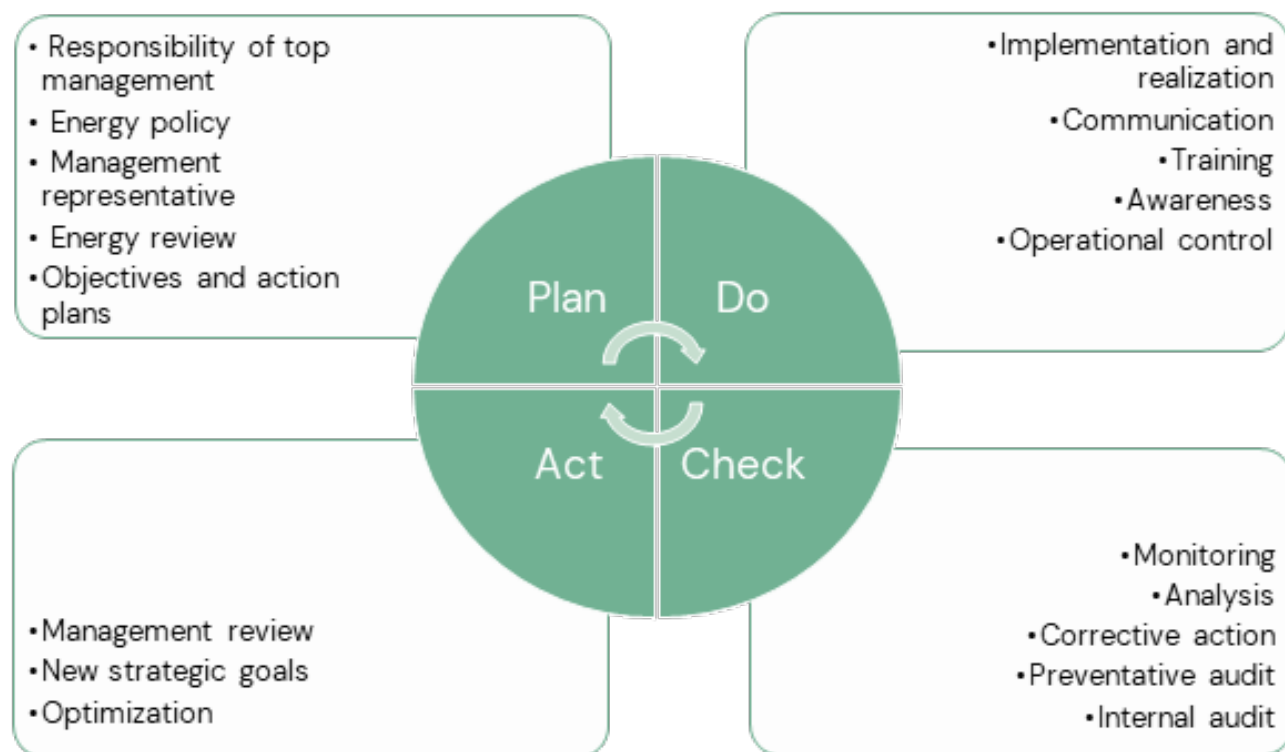 • Responsibility of top
management
• Energy policy
• Management
representative
• Energy review
•Objectives and action
plans
•Implementation and
realization
•Communication
•Training
•Awareness
•Operational control
Plan
Do
Act
Check
•Management review
•New strategic goals
•Optimization
•Monitoring
•Analysis
•Corrective action
•Preventative audit
•Internal audit